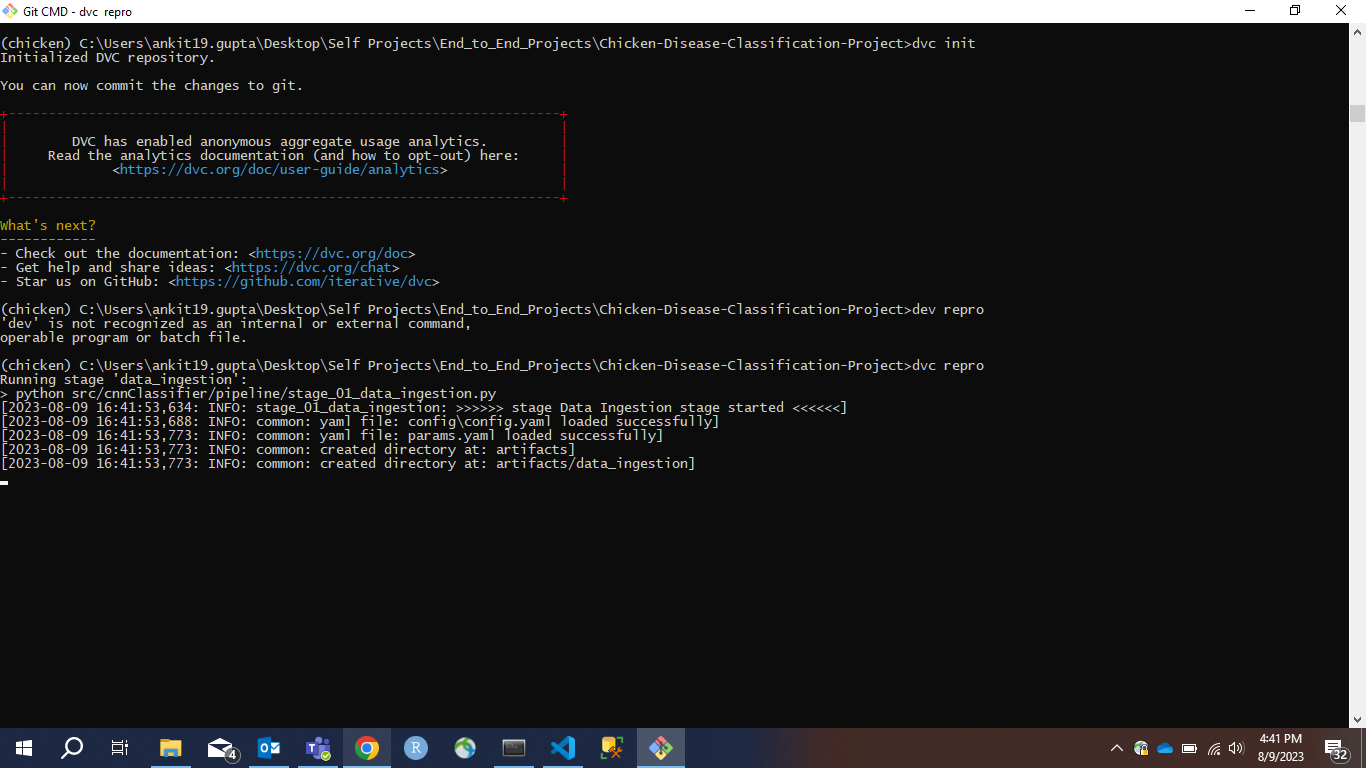 Git CMD - dvc  repro
(chicken) C:\Users\ankit19.gupta\Desktop\Self Projects\End_to_End_Projects\Chicken-Disease-Classification-Project>dvc init
Initialized DVC repository.
You can now commit the changes to git.
+---------------------------------------------------------------------+
|                                                                     |
|        DVC has enabled anonymous aggregate usage analytics.         |
|     Read the analytics documentation (and how to opt-out) here:     |
|             <https://dvc.org/doc/user-guide/analytics>              |
|                                                                     |
+---------------------------------------------------------------------+
What's next?
------------
- Check out the documentation: <https://dvc.org/doc>
- Get help and share ideas: <https://dvc.org/chat>
- Star us on GitHub: <https://github.com/iterative/dvc>
(chicken) C:\Users\ankit19.gupta\Desktop\Self Projects\End_to_End_Projects\Chicken-Disease-Classification-Project>dev repro
'dev' is not recognized as an internal or external command,
operable program or batch file.
(chicken) C:\Users\ankit19.gupta\Desktop\Self Projects\End_to_End_Projects\Chicken-Disease-Classification-Project>dvc repro
Running stage 'data_ingestion':
> python src/cnnClassifier/pipeline/stage_01_data_ingestion.py
[2023-08-09 16:41:53,634: INFO: stage_01_data_ingestion: >>>>>> stage Data Ingestion stage started <<<<<<]
[2023-08-09 16:41:53,688: INFO: common: yaml file: config\config.yaml loaded successfully]
[2023-08-09 16:41:53,773: INFO: common: yaml file: params.yaml loaded successfully]
[2023-08-09 16:41:53,773: INFO: common: created directory at: artifacts]
[2023-08-09 16:41:53,773: INFO: common: created directory at: artifacts/data_ingestion]
4
R
4:41 PM
8/9/2023
32